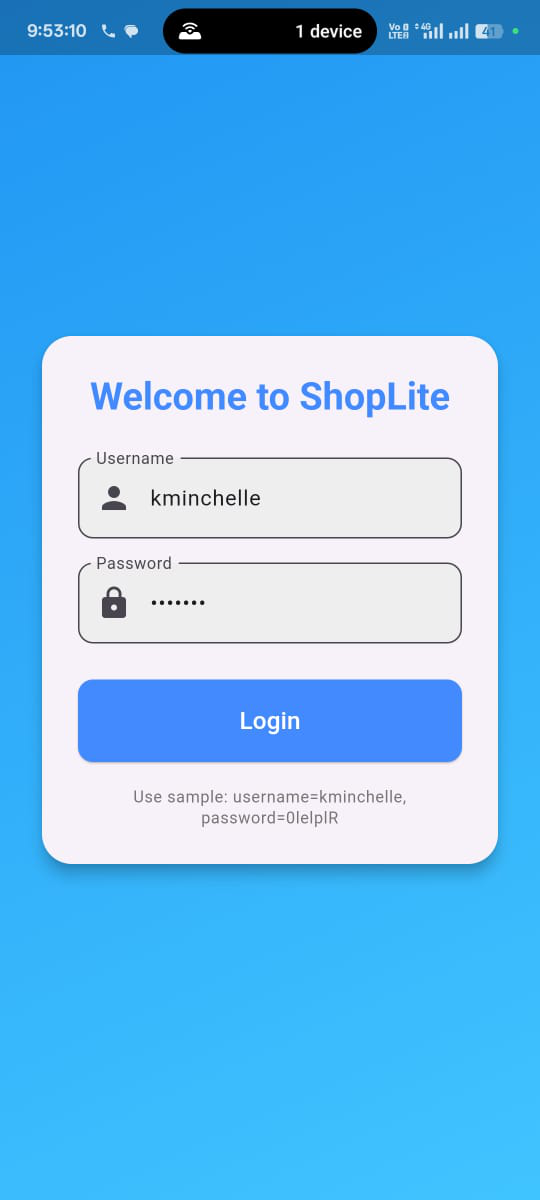 9:53:10
1 device
Vo LTE 4G 41
Welcome to ShopLite
Username
kminchelle
Password
•••••••
Login
Use sample: username=kminchelle,
password=0lelplR